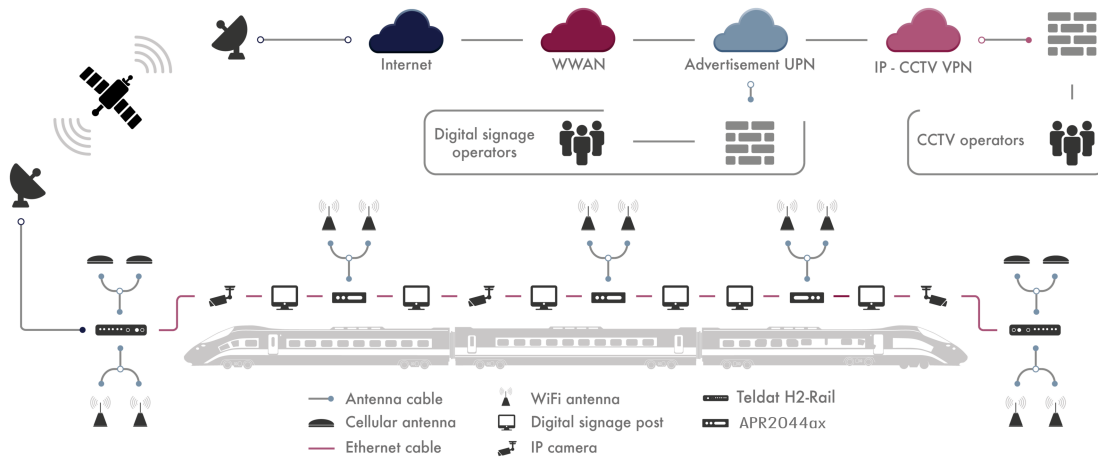 Internet
WWAN
Advertisement UPN
IP - CCTV VPN
Digital signage
operators
CCTV operators
Antenna cable
WiFi antenna
Teldat H2-Rail
Cellular antenna
Digital signage post
APR2044ax
Ethernet cable
IP camera